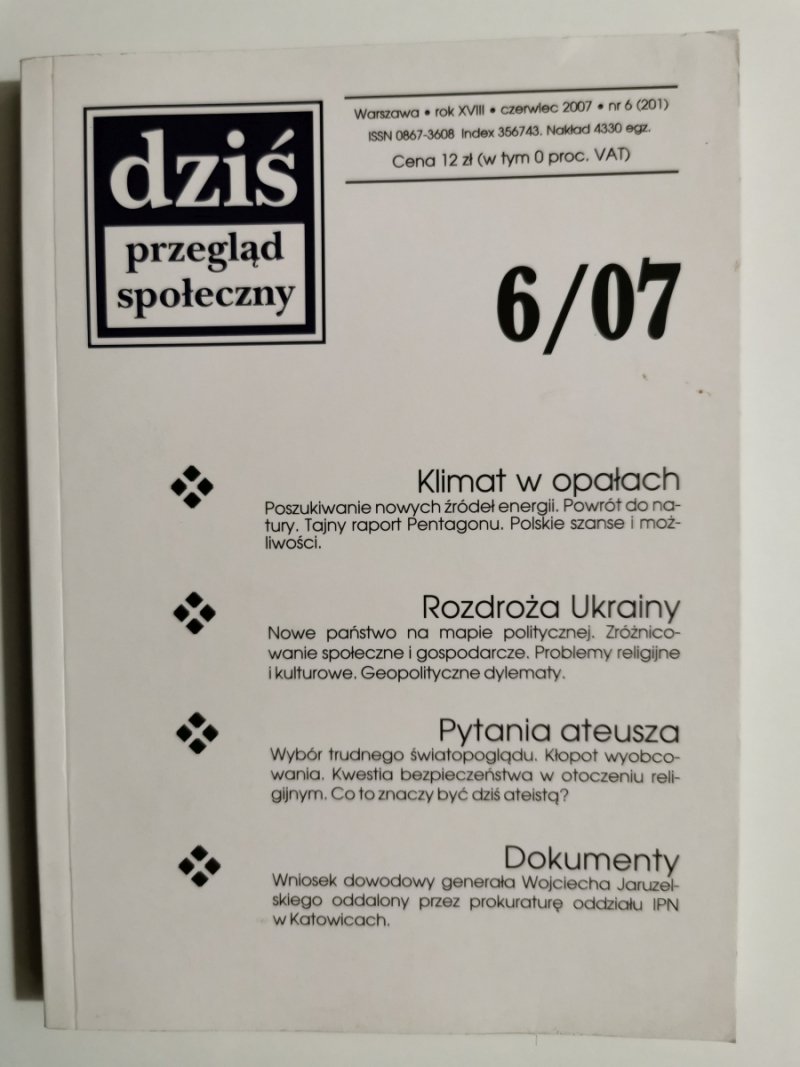 dziś
przegląd
społeczny
Warszawa • rok XVIII • czerwiec 2007 • nr 6 (201)
ISSN 0867-3608 Index 356743. Nakład 4330 egz.
Cena 12 zł (w tym 0 proc. VAT)
6/07
Klimat w opałach
Poszukiwanie nowych źródeł energii. Powrót do na-
tury. Tajny raport Pentagonu. Polskie szanse i moż-
liwości.
Rozdroża Ukrainy
Nowe państwo na mapie politycznej. Zróżnico-
wanie społeczne i gospodarcze. Problemy religijne
i kulturowe. Geopolityczne dylematy.
Pytania ateusza
Wybór trudnego światopoglądu. Kłopot wyobco-
wania. Kwestia bezpieczeństwa w otoczeniu reli-
gijnym. Co to znaczy być dziś ateistą?
Dokumenty
Wniosek dowodowy generała Wojciecha Jaruzel-
skiego oddalony przez prokuraturę oddziału IPN
w Katowicach.